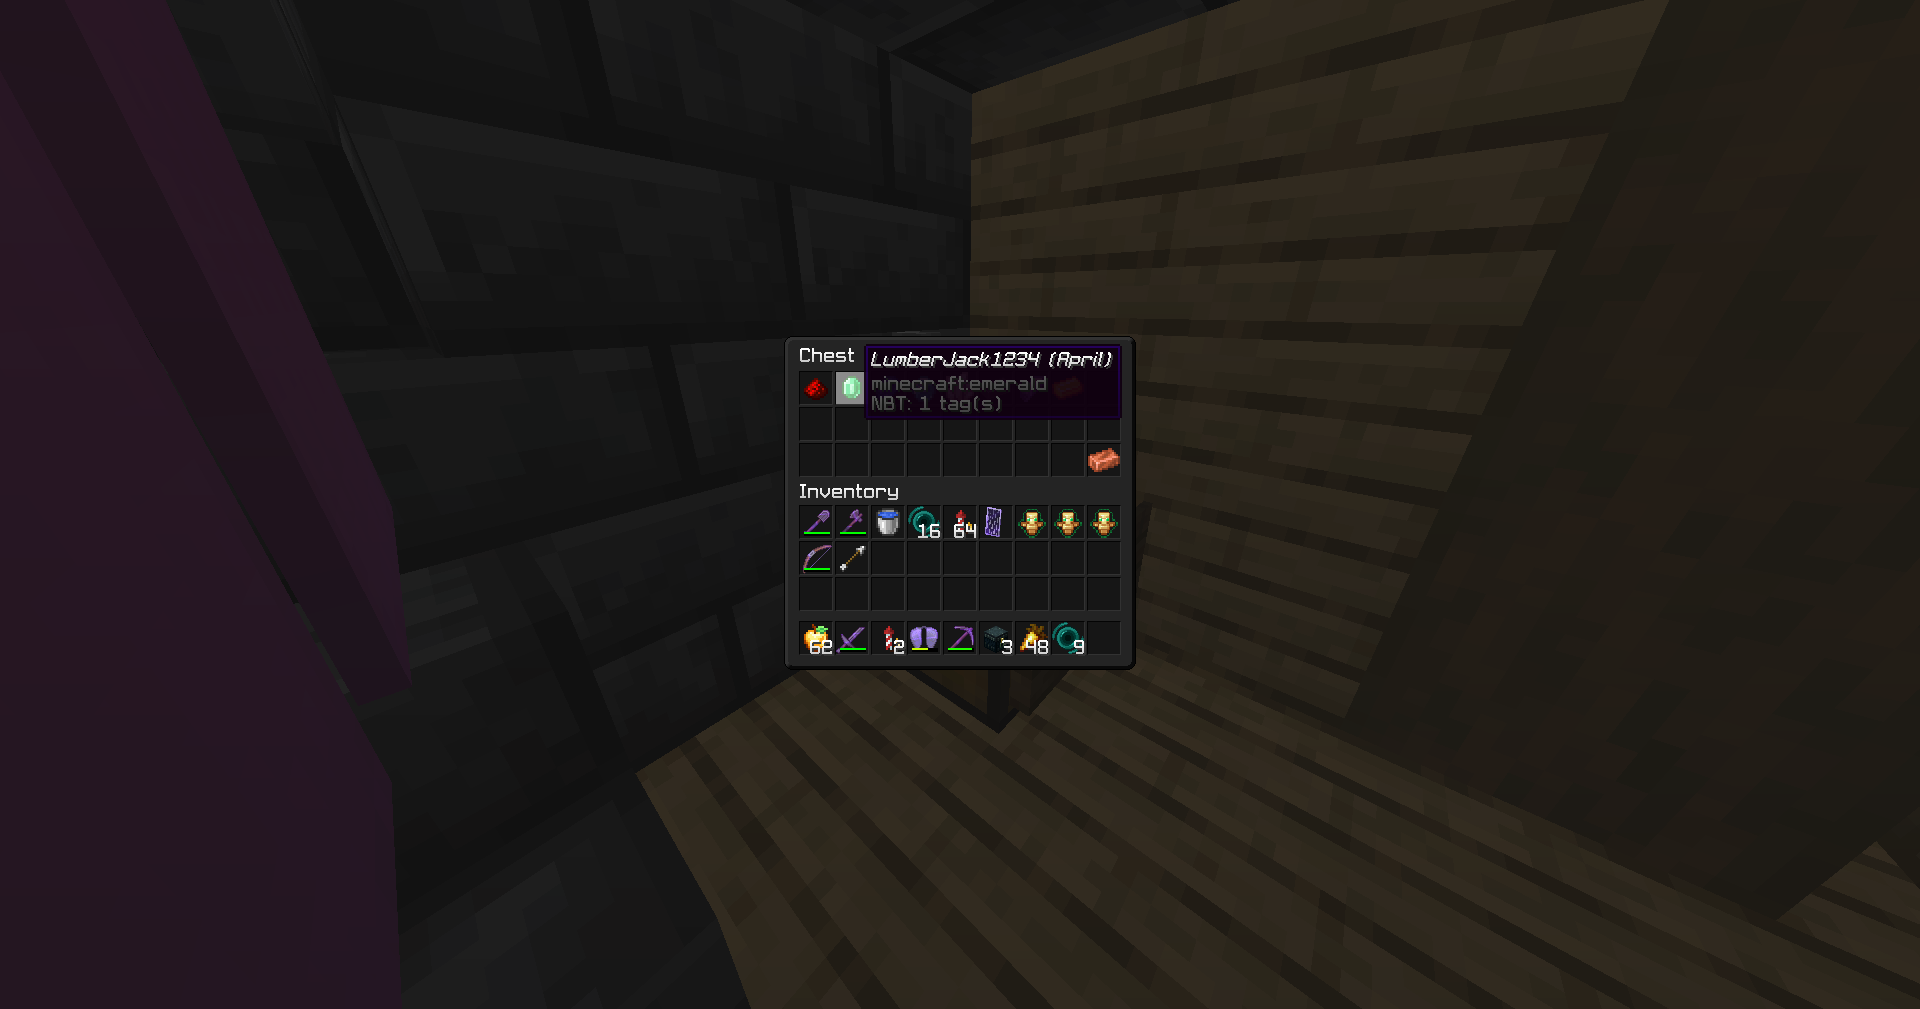 Chest
LumberJack1234 (April)
minecraft:emerald
NBT: 1 tag(s)
Inventory
16 64
62 2 3 48 9